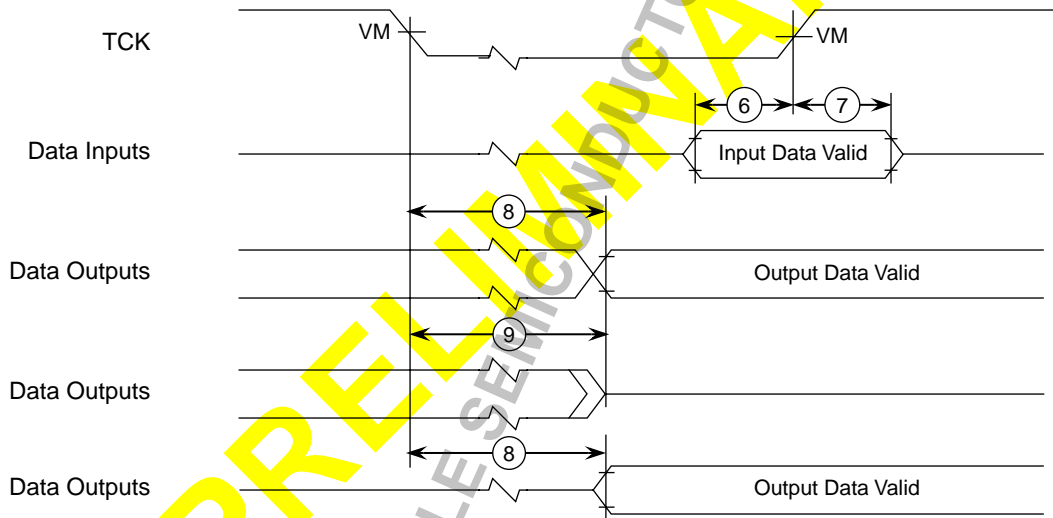 TCK
VM
VM
6
7
Data Inputs
Input Data Valid
8
Data Outputs
Output Data Valid
9
Data Outputs
8
Data Outputs
Output Data Valid